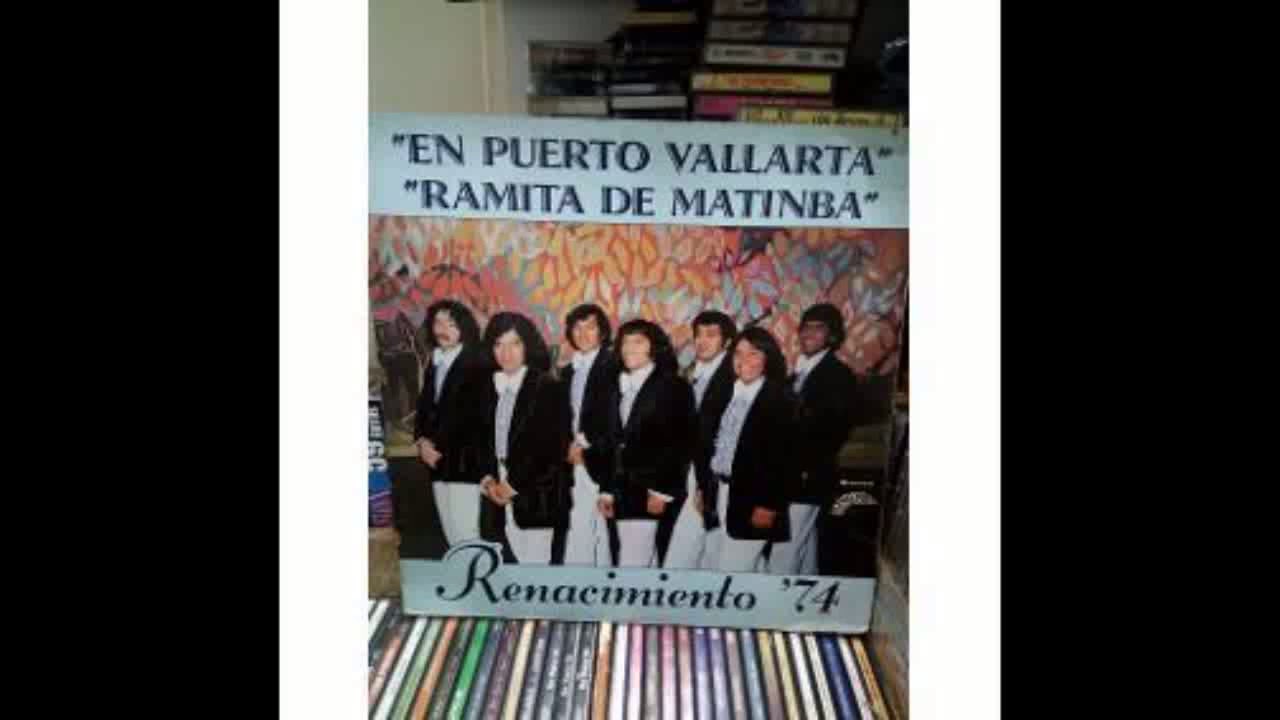 "EN PUERTO VALLARTA"
"RAMITA DE MATINBA"
Renacimiento '74